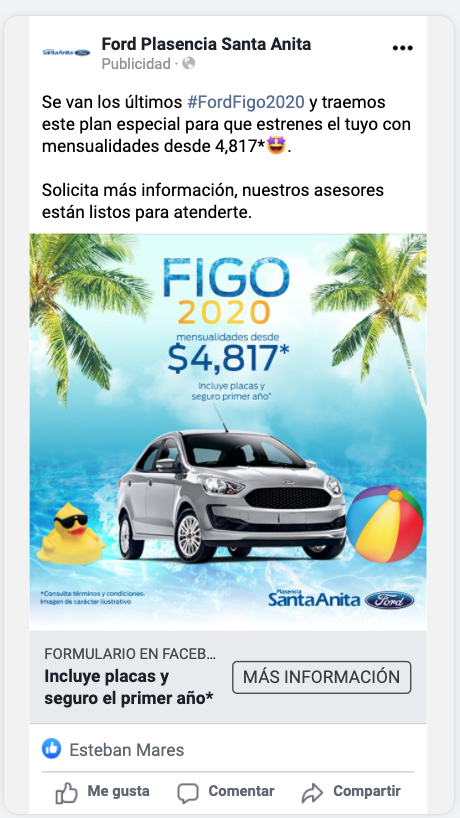 SantaAnita Ford
Ford Plasencia Santa Anita
Publicidad ·
Se van los últimos #FordFigo2020 y traemos
este plan especial para que estrenes el tuyo con
mensualidades desde 4,817*🤩.
Solicita más información, nuestros asesores
están listos para atenderte.
FIGO
2020
mensualidades desde
$4,817*
Incluye placas y
seguro primer año*
*Consulta términos y condiciones.
Imagen de carácter ilustrativo
Plasencia
SantaAnita Ford
FORMULARIO EN FACEB...
Incluye placas y
seguro el primer año*
MÁS INFORMACIÓN
Esteban Mares
Me gusta
Comentar
Compartir